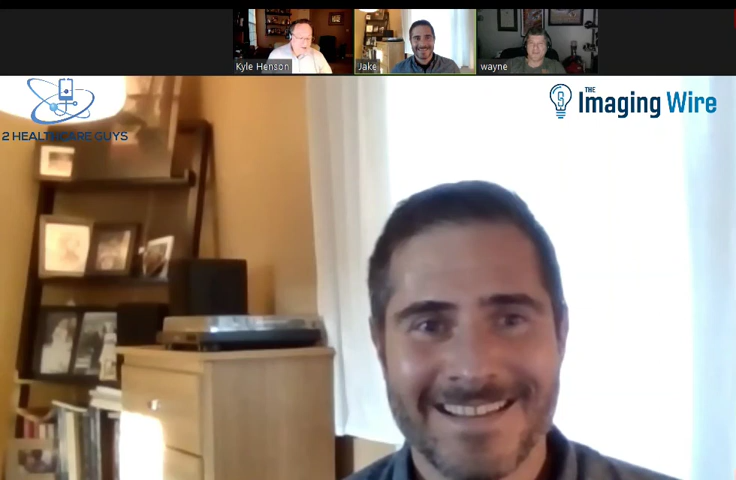 Kyle Henson
Jake
wayne
2 HEALTHCARE GUYS
THE
Imaging Wire